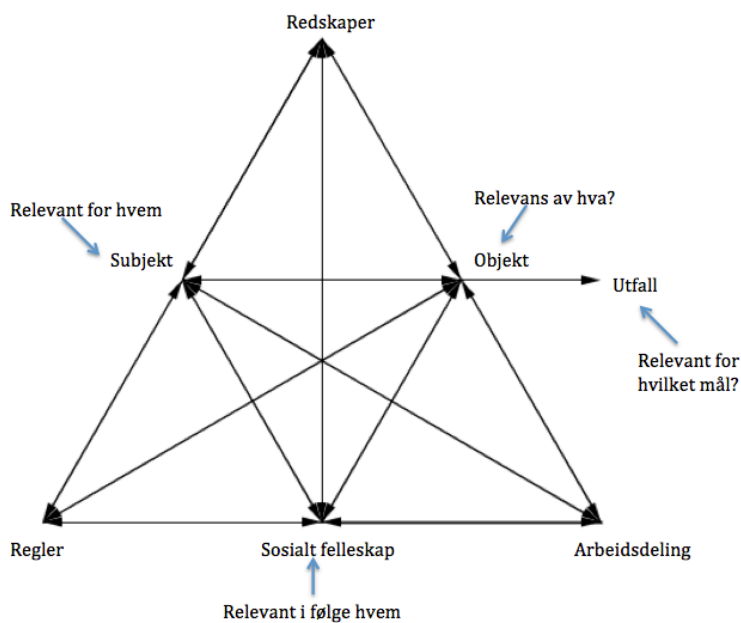 Redskaper
Relevant for hvem
Relevans av hva?
Subjekt
Objekt
Utfall
Relevant for
hvilket mål?
Regler
Sosialt felleskap
Arbeidsdeling
Relevant i følge hvem